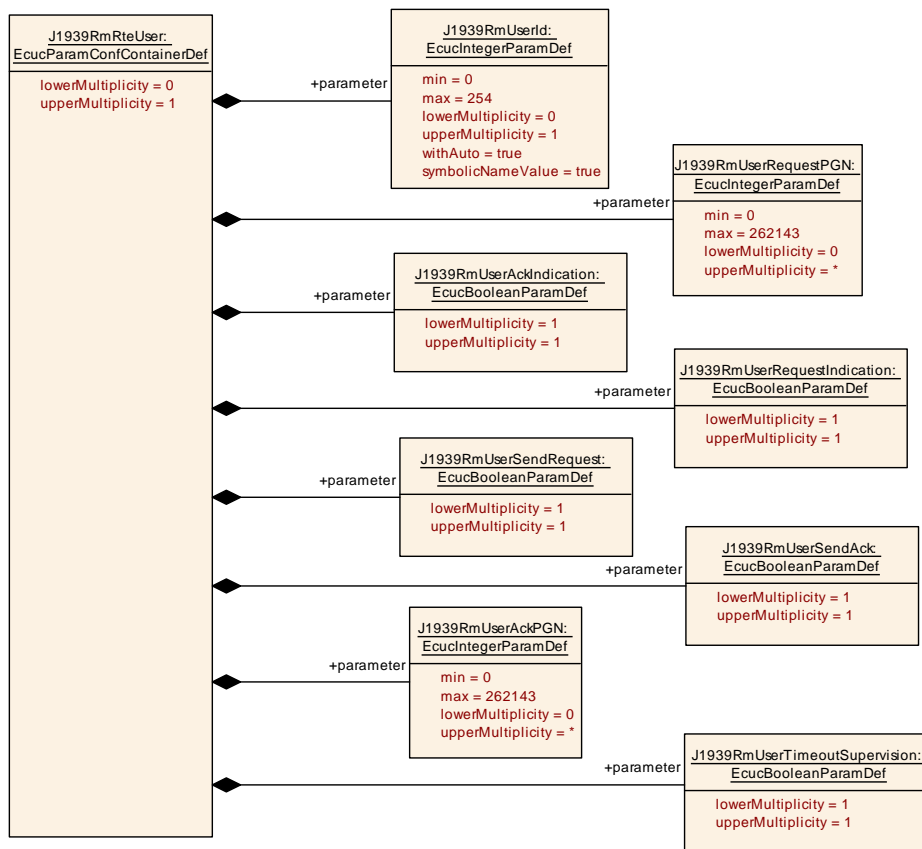 J1939RmRteUser:
EcucParamConfContainerDef
lowerMultiplicity = 0
upperMultiplicity = 1
+parameter
J1939RmUserId:
EcucIntegerParamDef
min = 0
max = 254
lowerMultiplicity = 0
upperMultiplicity = 1
withAuto = true
symbolicNameValue = true
+parameter
J1939RmUserRequestPGN:
EcucIntegerParamDef
min = 0
max = 262143
lowerMultiplicity = 0
upperMultiplicity = *
+parameter
J1939RmUserAckIndication:
EcucBooleanParamDef
lowerMultiplicity = 1
upperMultiplicity = 1
+parameter
J1939RmUserRequestIndication:
EcucBooleanParamDef
lowerMultiplicity = 1
upperMultiplicity = 1
+parameter
J1939RmUserSendRequest:
EcucBooleanParamDef
lowerMultiplicity = 1
upperMultiplicity = 1
+parameter
J1939RmUserSendAck:
EcucBooleanParamDef
lowerMultiplicity = 1
upperMultiplicity = 1
+parameter
J1939RmUserAckPGN:
EcucIntegerParamDef
min = 0
max = 262143
lowerMultiplicity = 0
upperMultiplicity = *
+parameter
J1939RmUserTimeoutSupervision:
EcucBooleanParamDef
lowerMultiplicity = 1
upperMultiplicity = 1